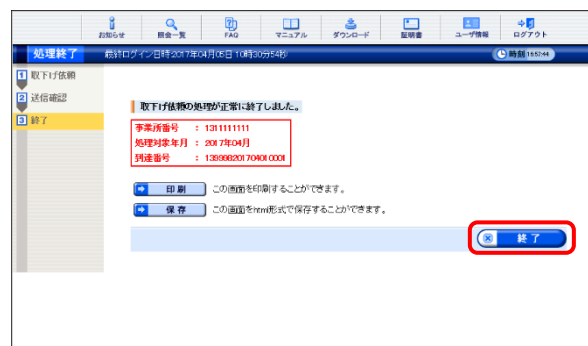 お知らせ 照会一覧 FAQ マニュアル ダウンロード 証明書 ユーザ情報 ログアウト
処理終了 最終ログイン日時:2017年04月05日 10時30分54秒 時刻 15:57:44
1 取下げ依頼
2 送信確認
3 終了
取下げ依頼の処理が正常に終了しました。
事業所番号 : 1311111111
処理対象年月 : 2017年04月
到達番号 : 13999820170401 0001
印刷 この画面を印刷することができます。
保存 この画面をhtml形式で保存することができます。
終了